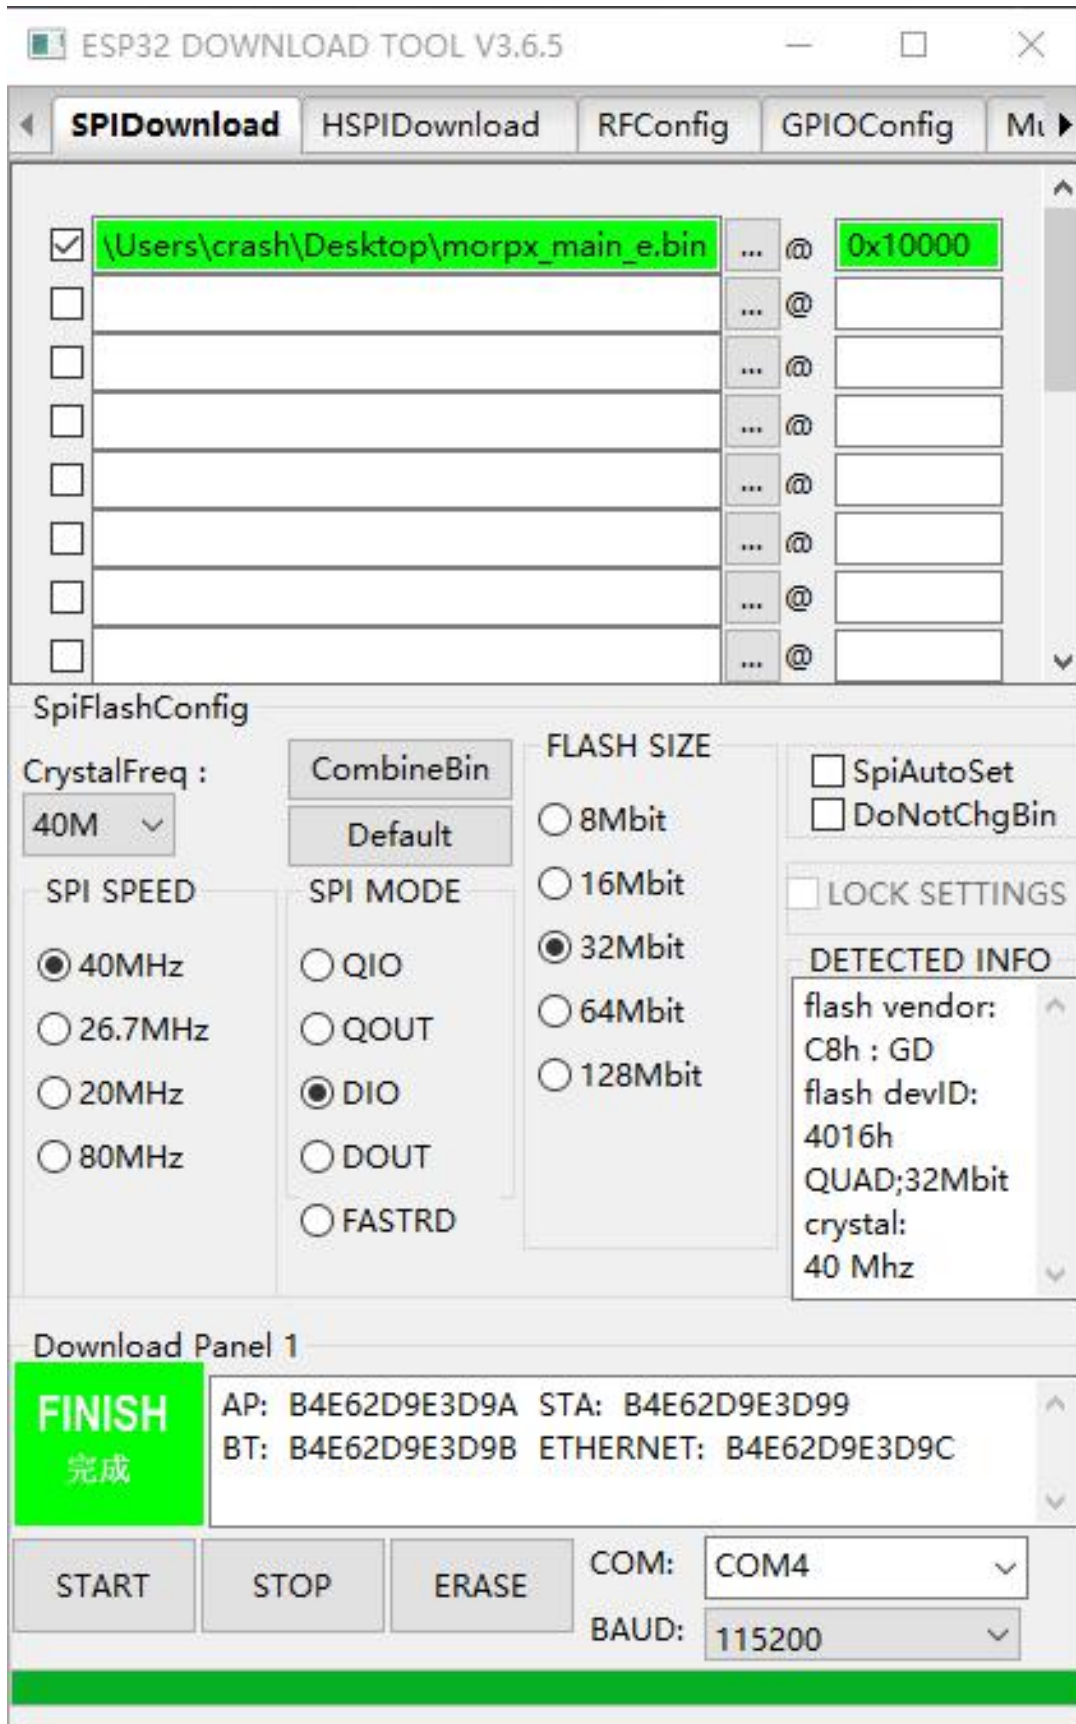 ESP32 DOWNLOAD TOOL V3.6.5
SPIDownload HSPIDownload RFConfig GPIOConfig
\Users\crash\Desktop\morpx_main_e.bin ... @ 0x10000
... @
... @
... @
... @
... @
... @
... @
SpiFlashConfig
CrystalFreq :
40M
CombineBin
Default
SPI SPEED
40MHz
26.7MHz
20MHz
80MHz
SPI MODE
QIO
QOUT
DIO
DOUT
FASTRD
FLASH SIZE
8Mbit
16Mbit
32Mbit
64Mbit
128Mbit
SpiAutoSet
DoNotChgBin
LOCK SETTINGS
DETECTED INFO
flash vendor:
C8h : GD
flash devID:
4016h
QUAD;32Mbit
crystal:
40 Mhz
Download Panel 1
FINISH
完成
AP: B4E62D9E3D9A STA: B4E62D9E3D99
BT: B4E62D9E3D9B ETHERNET: B4E62D9E3D9C
START STOP ERASE
COM: COM4
BAUD: 115200